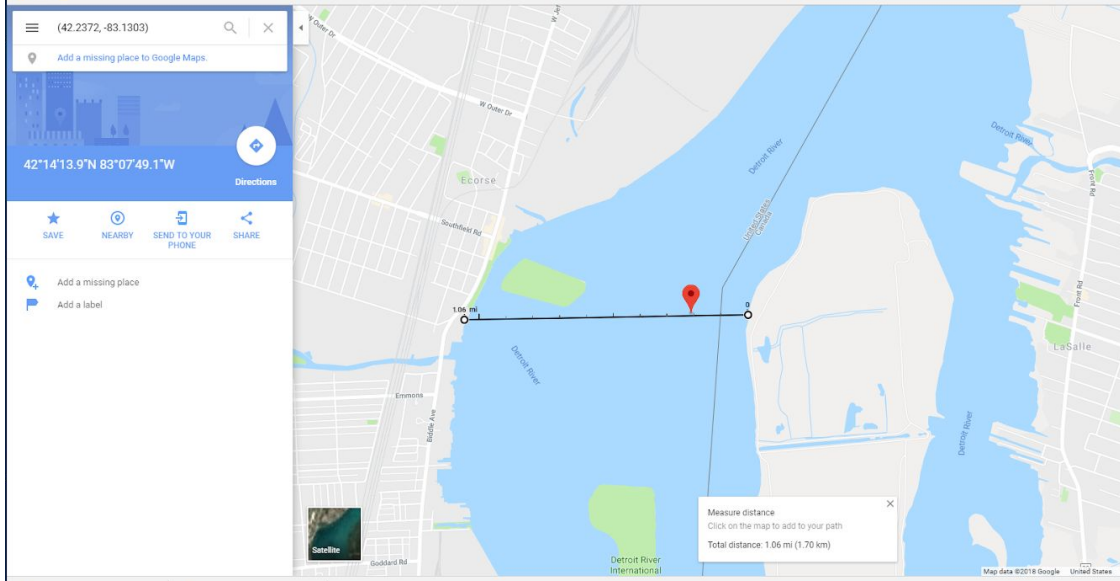 (42.2372, -83.1303)
Add a missing place to Google Maps.
42°14'13.9"N 83°07'49.1"W
Directions
SAVE
NEARBY
SEND TO YOUR
PHONE
SHARE
Add a missing place
Add a label
W Outer Dr
W Jef
W Outer Dr
Ecorse
Southfield Rd
Detroit River
United States
Canada
Detroit River
Front Rd
1.06 mi
0
Front Rd
LaSalle
Detroit River
Emmons
Biddle Ave
Detroit River
Goddard Rd
Satellite
Detroit River
International
Measure distance
Click on the map to add to your path
Total distance: 1.06 mi (1.70 km)
Map data ©2018 Google
United States